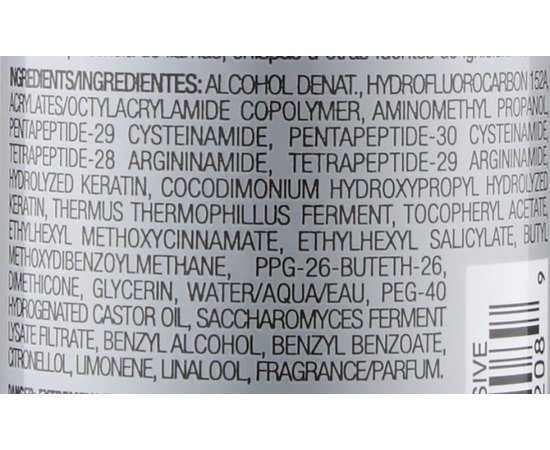 INGREDIENTS/INGREDIENTES: ALCOHOL DENAT., HYDROFLUOROCARBON 152A,
ACRYLATES/OCTYLACRYLAMIDE COPOLYMER, AMINOMETHYL PROPANOL,
PENTAPEPTIDE-29 CYSTEINAMIDE, PENTAPEPTIDE-30 CYSTEINAMIDE
TETRAPEPTIDE-28 ARGININAMIDE, TETRAPEPTIDE-29 ARGININAMIDE
HYDROLYZED KERATIN, COCODIMONIUM HYDROXYPROPYL HYDROLYZED
KERATIN, THERMUS THERMOPHILLUS FERMENT, TOCOPHERYL ACETATE,
ETHYLHEXYL METHOXYCINNAMATE, ETHYLHEXYL SALICYLATE, BUTYL
METHOXYDIBENZOYLMETHANE, PPG-26-BUTETH-26,
DIMETHICONE, GLYCERIN, WATER/AQUA/EAU, PEG-40
HYDROGENATED CASTOR OIL, SACCHAROMYCES FERMENT
LYSATE FILTRATE, BENZYL ALCOHOL, BENZYL BENZOATE,
CITRONELLOL, LIMONENE, LINALOOL, FRAGRANCE/PARFUM.
SIVE
208
9